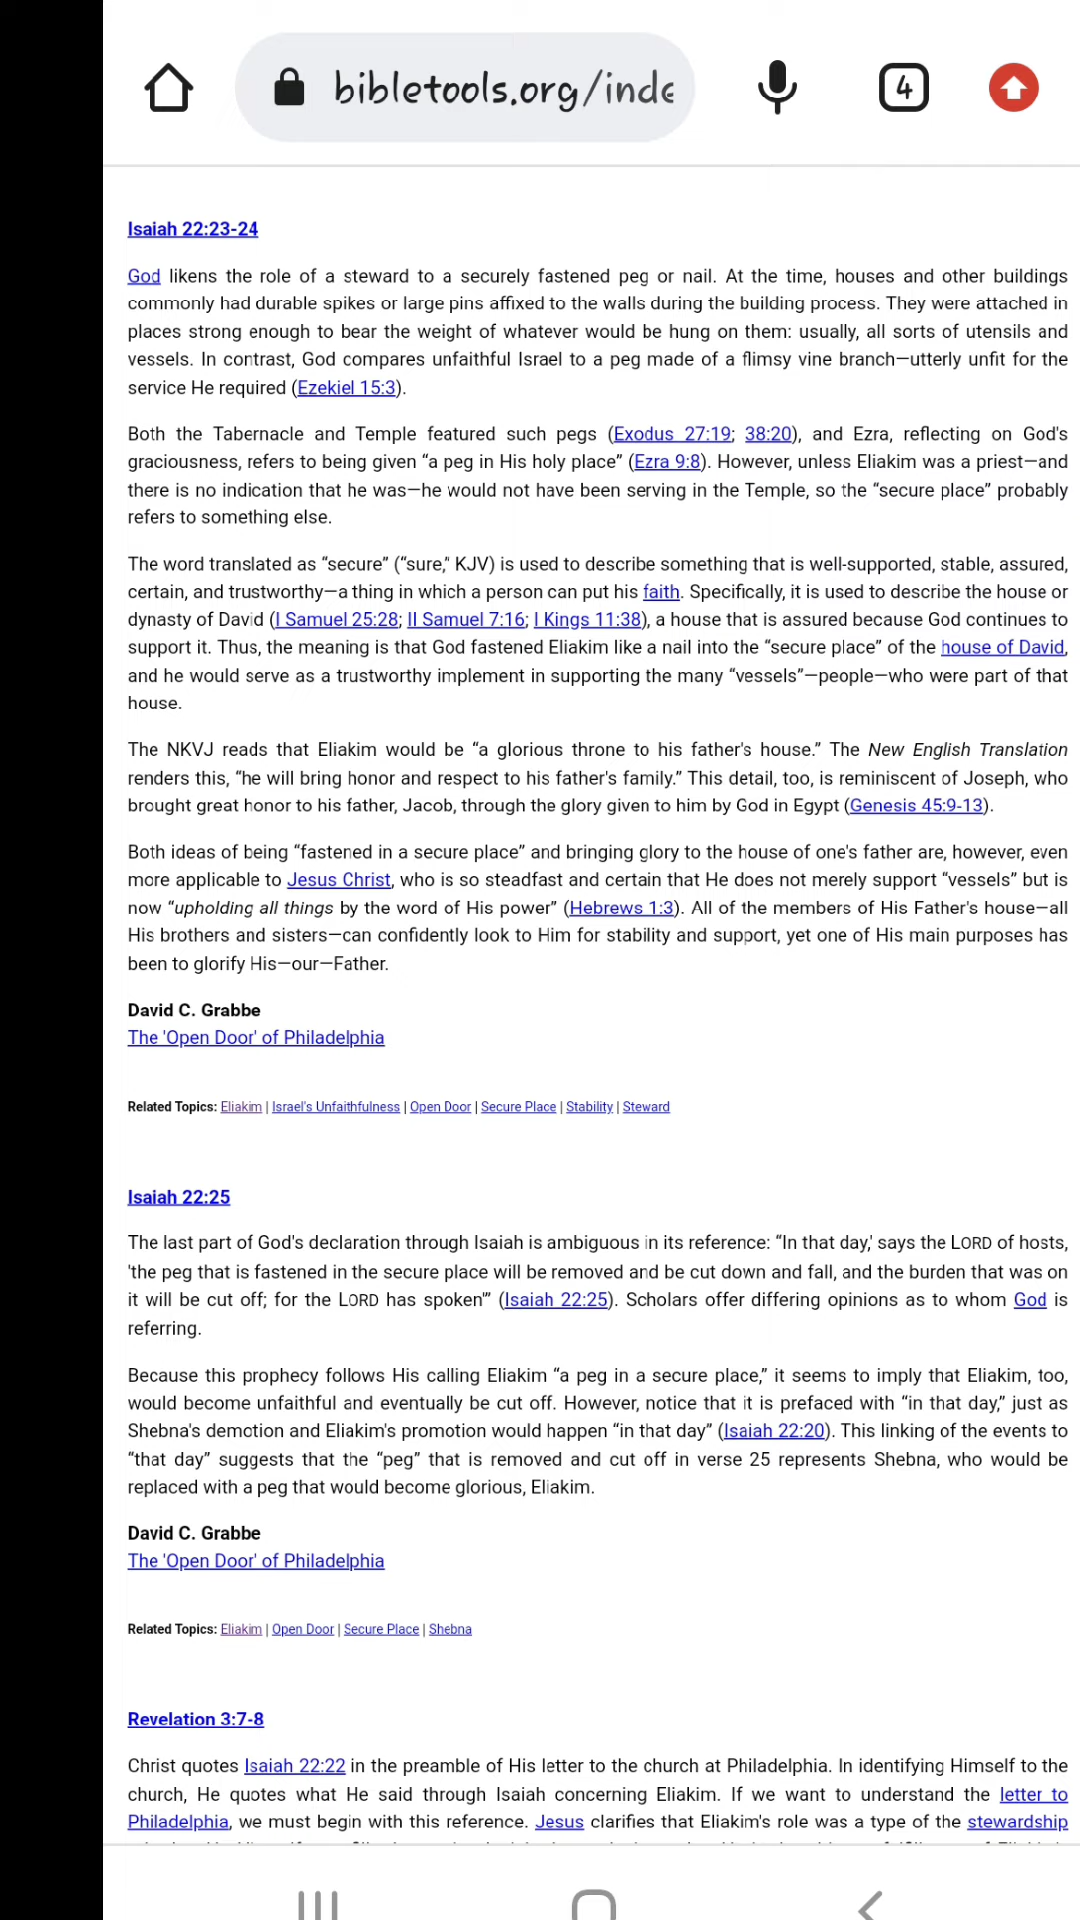 bibletools.org/inde
4
Isaiah 22:23-24
God likens the role of a steward to a securely fastened peg or nail. At the time, houses and other buildings
commonly had durable spikes or large pins affixed to the walls during the building process. They were attached in
places strong enough to bear the weight of whatever would be hung on them: usually, all sorts of utensils and
vessels. In contrast, God compares unfaithful Israel to a peg made of a flimsy vine branch—utterly unfit for the
service He required (Ezekiel 15:3).
Both the Tabernacle and Temple featured such pegs (Exodus 27:19; 38:20), and Ezra, reflecting on God's
graciousness, refers to being given “a peg in His holy place” (Ezra 9:8). However, unless Eliakim was a priest—and
there is no indication that he was—he would not have been serving in the Temple, so the “secure place” probably
refers to something else.
The word translated as “secure” (“sure,” KJV) is used to describe something that is well-supported, stable, assured,
certain, and trustworthy—a thing in which a person can put his faith. Specifically, it is used to describe the house or
dynasty of David (I Samuel 25:28; II Samuel 7:16; I Kings 11:38), a house that is assured because God continues to
support it. Thus, the meaning is that God fastened Eliakim like a nail into the “secure place” of the house of David,
and he would serve as a trustworthy implement in supporting the many “vessels”—people—who were part of that
house.
The NKVJ reads that Eliakim would be “a glorious throne to his father's house.” The New English Translation
renders this, “he will bring honor and respect to his father's family.” This detail, too, is reminiscent of Joseph, who
brought great honor to his father, Jacob, through the glory given to him by God in Egypt (Genesis 45:9-13).
Both ideas of being “fastened in a secure place” and bringing glory to the house of one's father are, however, even
more applicable to Jesus Christ, who is so steadfast and certain that He does not merely support “vessels” but is
now “upholding all things by the word of His power” (Hebrews 1:3). All of the members of His Father's house—all
His brothers and sisters—can confidently look to Him for stability and support, yet one of His main purposes has
been to glorify His—our—Father.
David C. Grabbe
The 'Open Door' of Philadelphia
Related Topics: Eliakim | Israel's Unfaithfulness | Open Door | Secure Place | Stability | Steward
Isaiah 22:25
The last part of God's declaration through Isaiah is ambiguous in its reference: “In that day,' says the LORD of hosts,
'the peg that is fastened in the secure place will be removed and be cut down and fall, and the burden that was on
it will be cut off; for the LORD has spoken'” (Isaiah 22:25). Scholars offer differing opinions as to whom God is
referring.
Because this prophecy follows His calling Eliakim “a peg in a secure place,” it seems to imply that Eliakim, too,
would become unfaithful and eventually be cut off. However, notice that it is prefaced with “in that day,” just as
Shebna's demotion and Eliakim's promotion would happen “in that day” (Isaiah 22:20). This linking of the events to
“that day” suggests that the “peg” that is removed and cut off in verse 25 represents Shebna, who would be
replaced with a peg that would become glorious, Eliakim.
David C. Grabbe
The 'Open Door' of Philadelphia
Related Topics: Eliakim | Open Door | Secure Place | Shebna
Revelation 3:7-8
Christ quotes Isaiah 22:22 in the preamble of His letter to the church at Philadelphia. In identifying Himself to the
church, He quotes what He said through Isaiah concerning Eliakim. If we want to understand the letter to
Philadelphia, we must begin with this reference. Jesus clarifies that Eliakim's role was a type of the stewardship